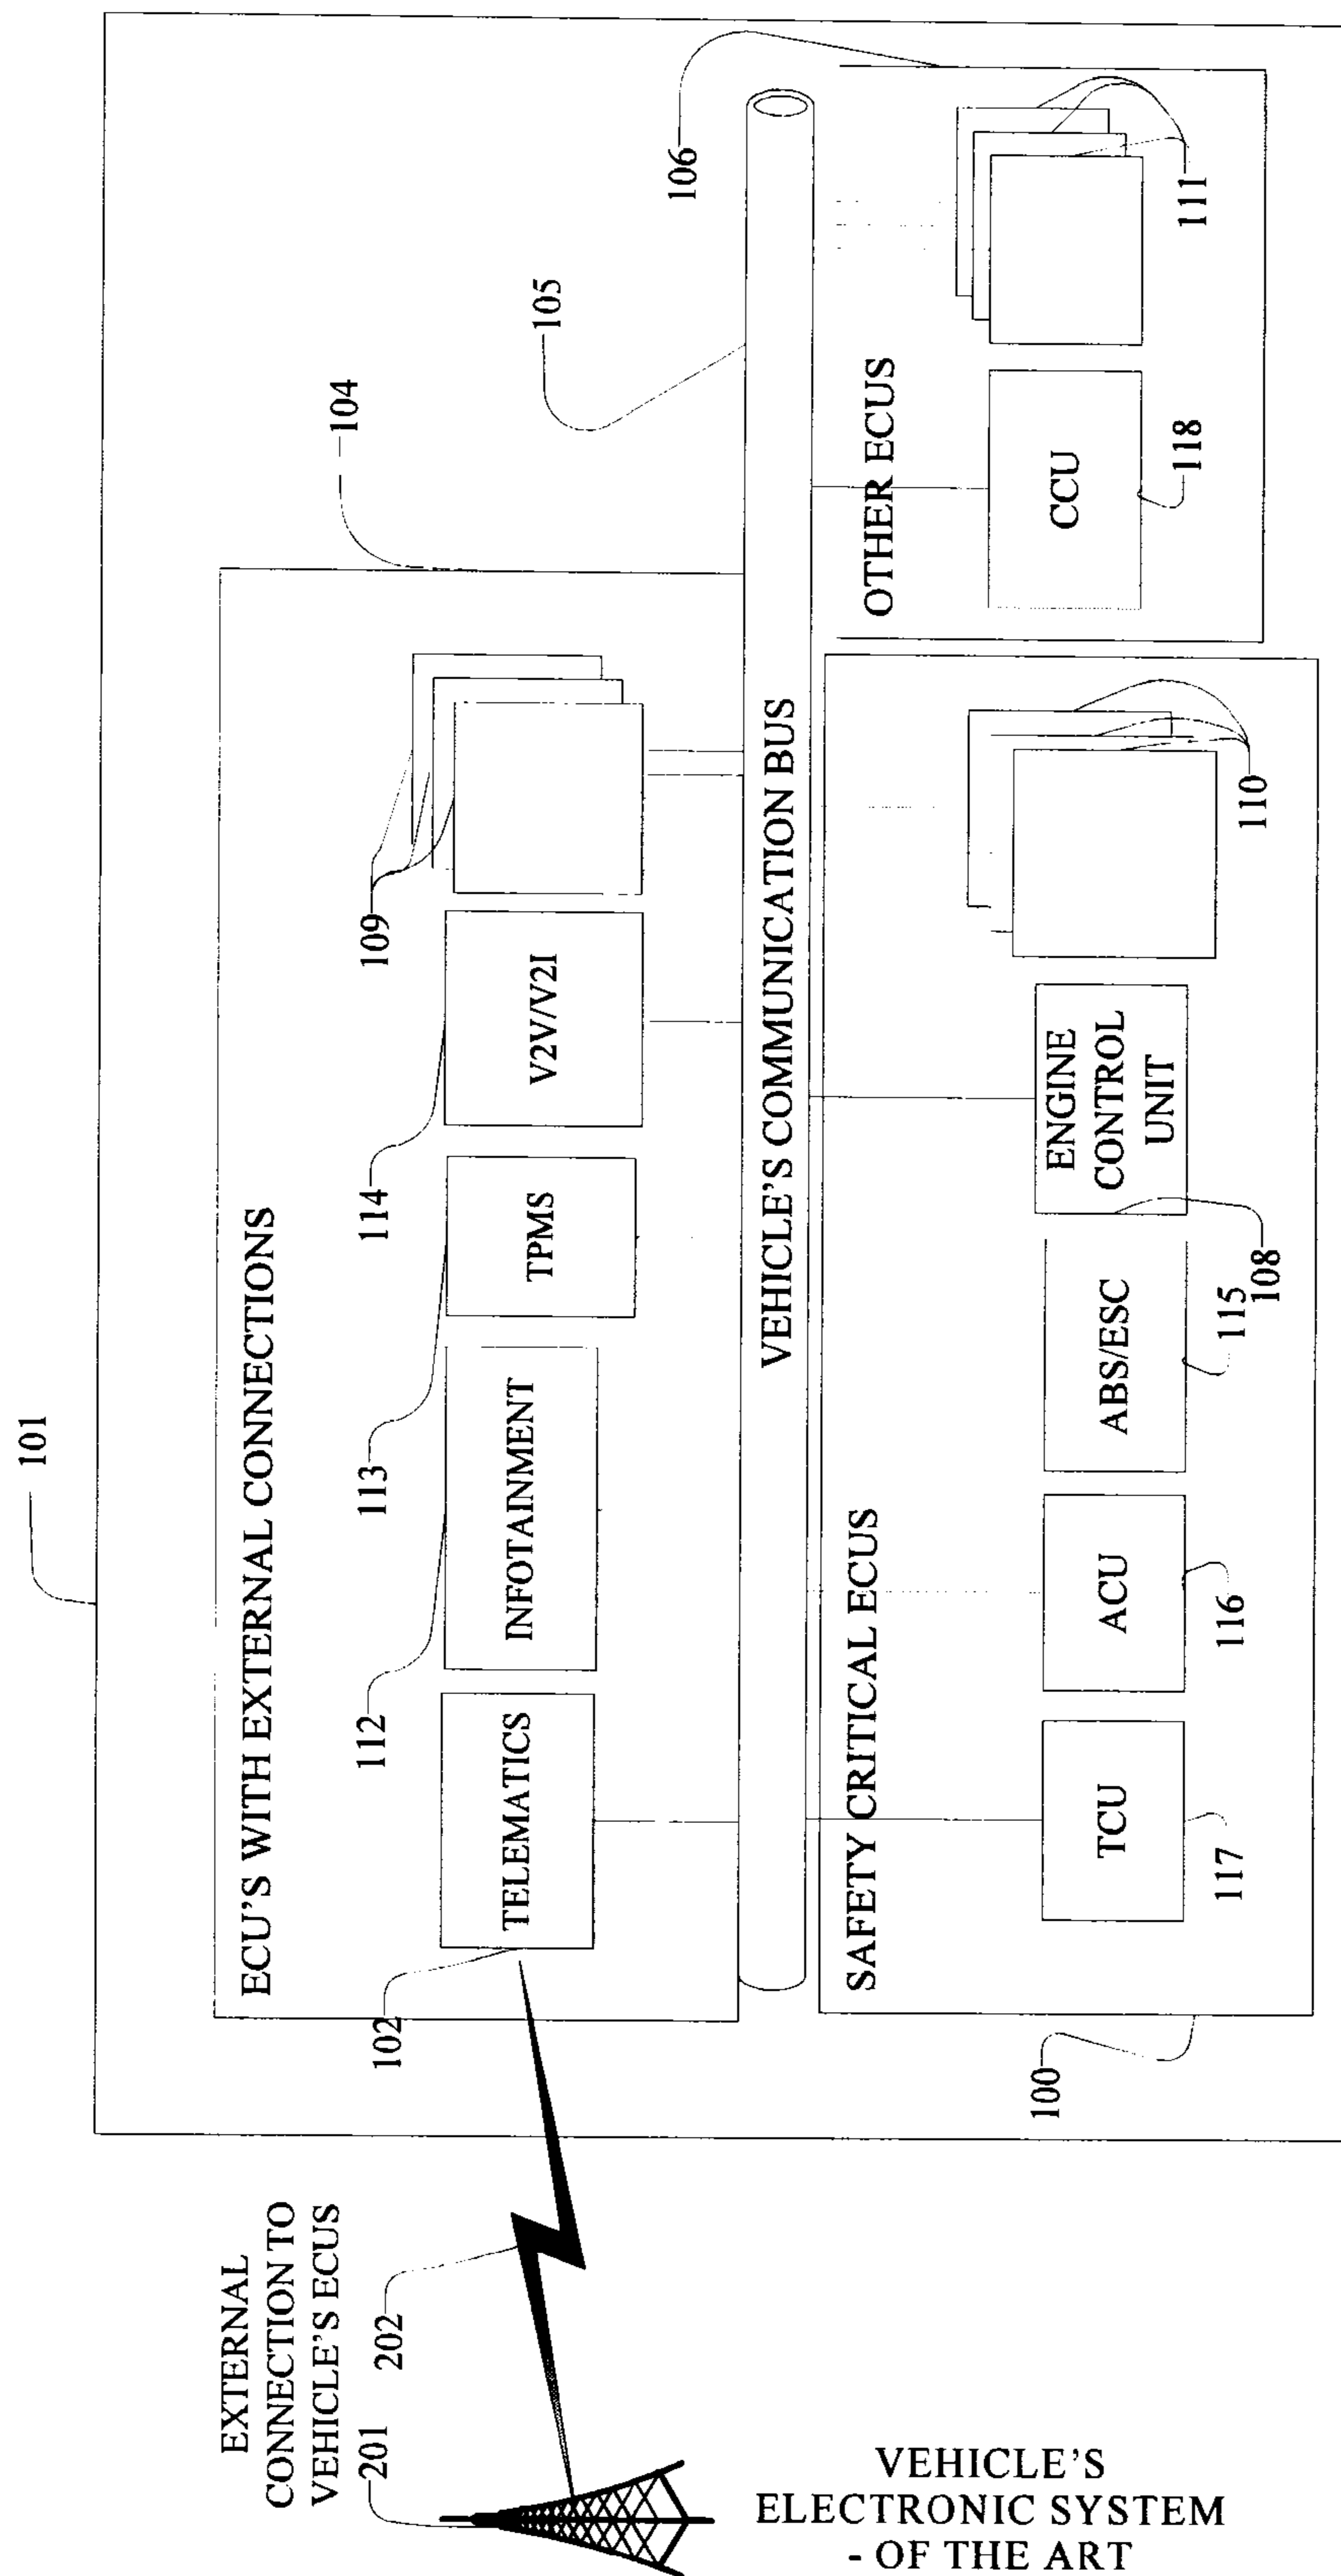 101
104
105
106
ECU'S WITH EXTERNAL CONNECTIONS
102
112
113
114
109
TELEMATICS
INFOTAINMENT
TPMS
V2V/V2I
EXTERNAL
CONNECTION TO
VEHICLE'S ECUS
201
202
VEHICLE'S COMMUNICATION BUS
SAFETY CRITICAL ECUS
TCU
ACU
ABS/ESC
ENGINE
CONTROL
UNIT
100
117
116
115
108
110
OTHER ECUS
CCU
118
111
VEHICLE'S
ELECTRONIC SYSTEM
- OF THE ART